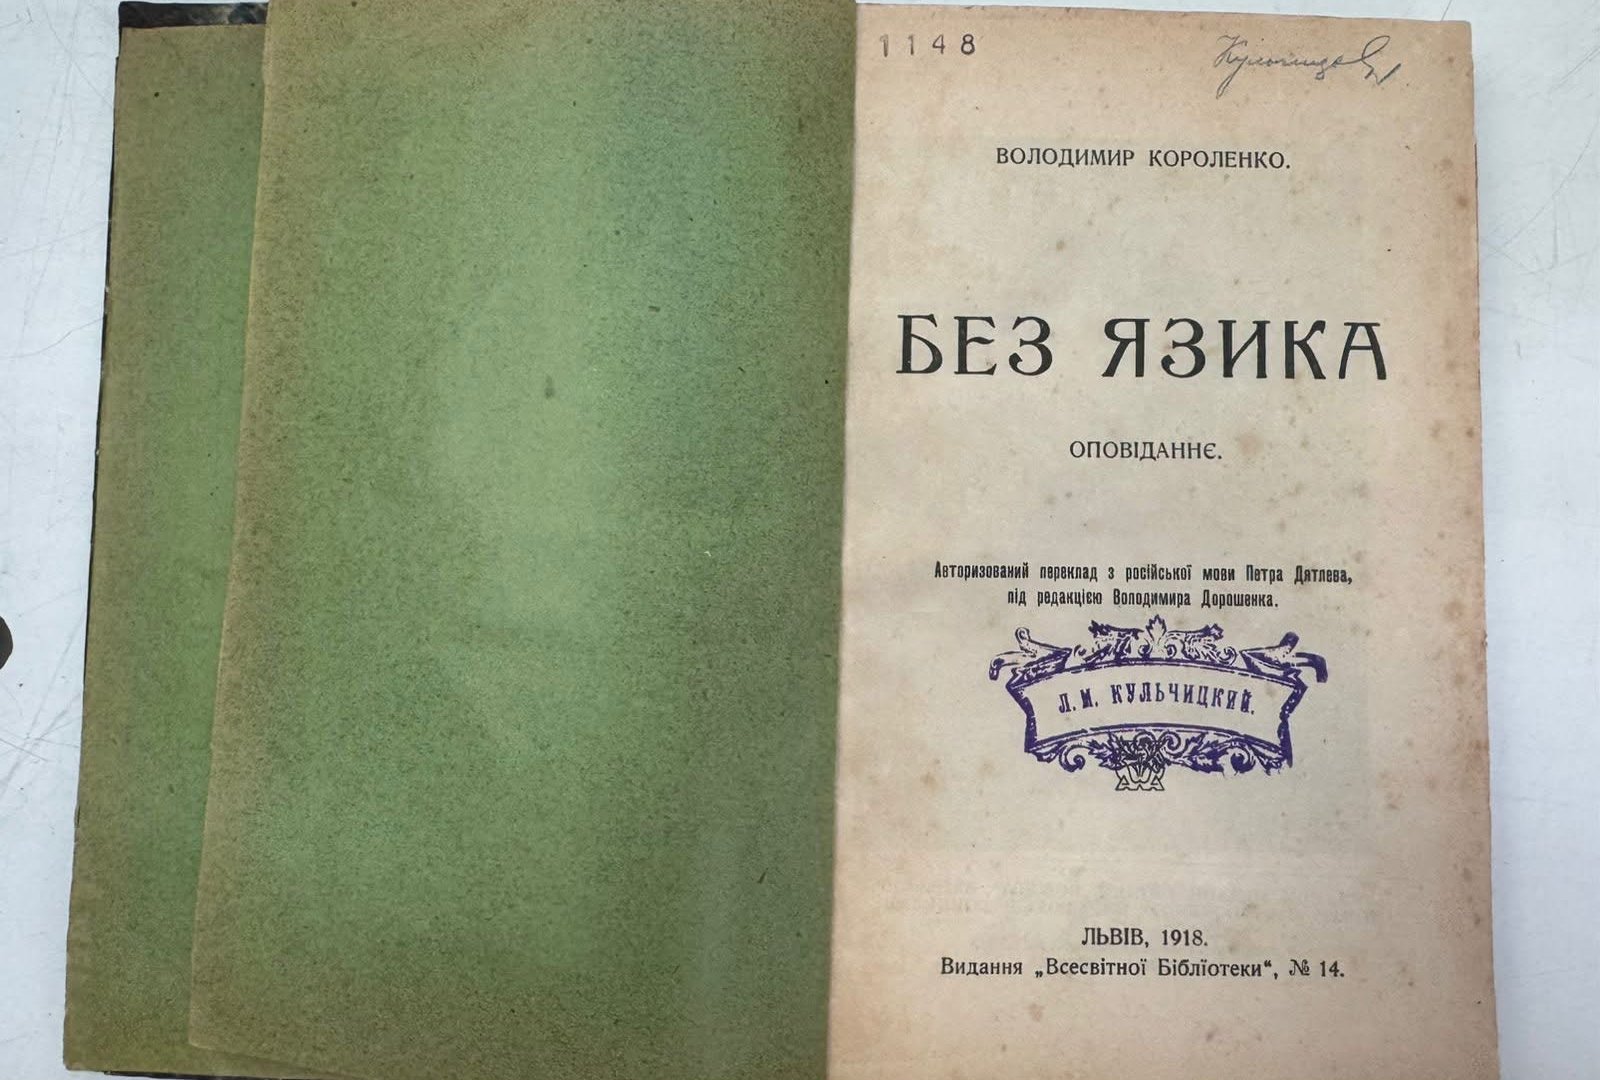 1148
ВОЛОДИМИР КОРОЛЕНКО.
БЕЗ ЯЗИКА
ОПОВІДАННЄ.
Авторизований переклад з російської мови Петра Дятлева,
під редакцією Володимира Дорошенка.
Л. М. КУЛЬЧИЦКИЙ.
ЛЬВІВ, 1918.
Видання „Всесвітної Бібліотеки“, № 14.